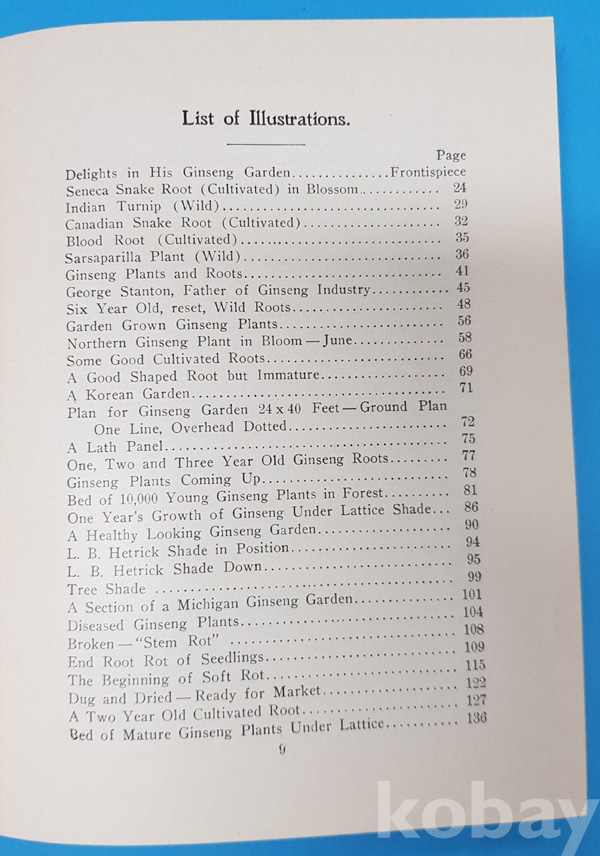 List of Illustrations.
Page
Delights in His Ginseng Garden...............Frontispiece
Seneca Snake Root (Cultivated) in Blossom............ 24
Indian Turnip (Wild)................................. 29
Canadian Snake Root (Cultivated)..................... 32
Blood Root (Cultivated).............................. 35
Sarsaparilla Plant (Wild)............................ 36
Ginseng Plants and Roots............................. 41
George Stanton, Father of Ginseng Industry........... 45
Six Year Old, reset, Wild Roots...................... 48
Garden Grown Ginseng Plants.......................... 56
Northern Ginseng Plant in Bloom — June............... 58
Some Good Cultivated Roots........................... 66
A Good Shaped Root but Immature...................... 69
A Korean Garden...................................... 71
Plan for Ginseng Garden 24 x 40 Feet — Ground Plan
One Line, Overhead Dotted............................ 72
A Lath Panel......................................... 75
One, Two and Three Year Old Ginseng Roots......... 77
Ginseng Plants Coming Up............................. 78
Bed of 10,000 Young Ginseng Plants in Forest......... 81
One Year's Growth of Ginseng Under Lattice Shade... 86
A Healthy Looking Ginseng Garden..................... 90
L. B. Hetrick Shade in Position...................... 94
L. B. Hetrick Shade Down............................. 95
Tree Shade .......................................... 99
A Section of a Michigan Ginseng Garden............... 101
Diseased Ginseng Plants.............................. 104
Broken — "Stem Rot" ................................. 108
End Root Rot of Seedlings............................ 109
The Beginning of Soft Rot............................ 115
Dug and Dried — Ready for Market..................... 122
A Two Year Old Cultivated Root....................... 127
Bed of Mature Ginseng Plants Under Lattice........... 136
9
kobay